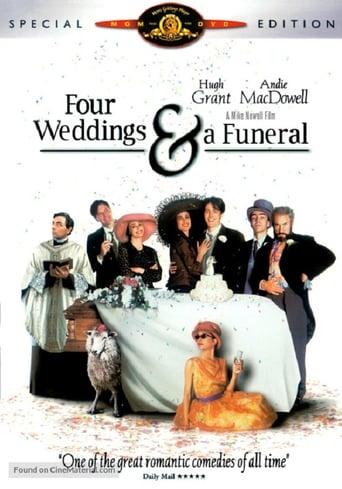 SPECIAL MGM DVD EDITION
Hugh Grant Andie MacDowell
A Mike Newell Film
Four Weddings & a Funeral
"One of the great romantic comedies of all time"
Daily Mail ★★★★★
Found on CineMaterial.com